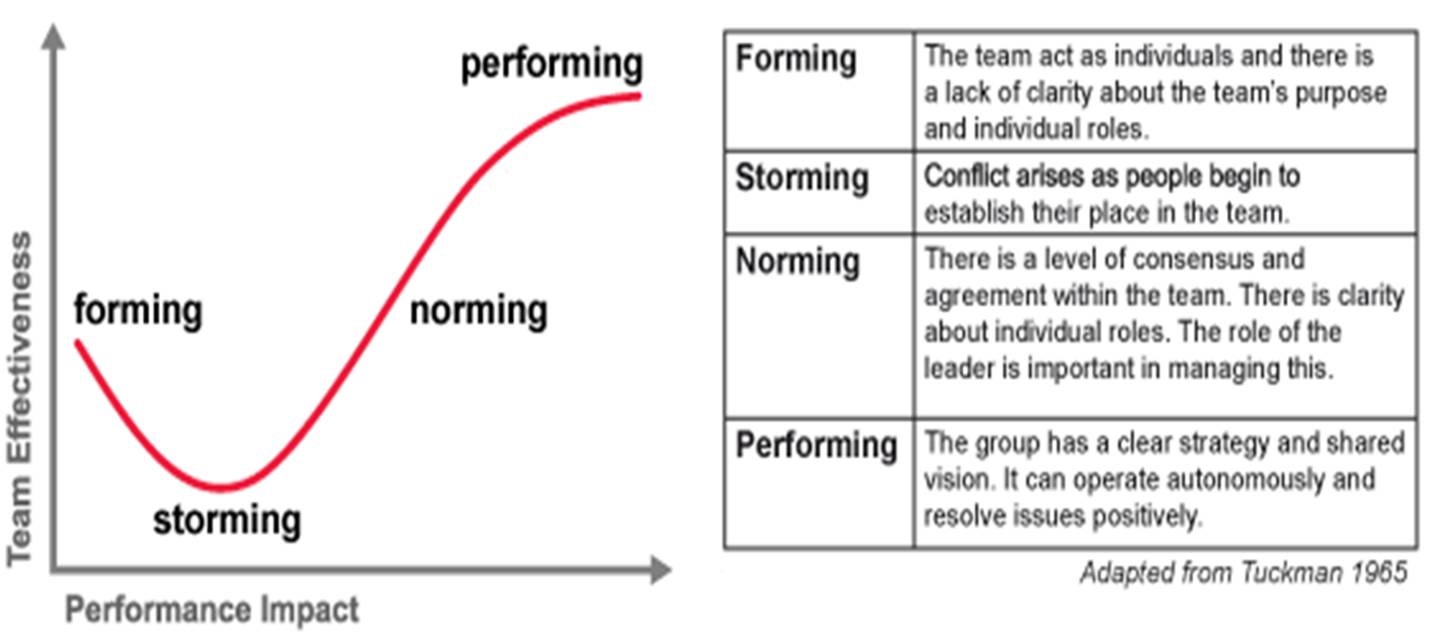 performing
forming
norming
storming
Team Effectiveness
Performance Impact
Forming
The team act as individuals and there is
a lack of clarity about the team's purpose
and individual roles.
Storming
Conflict arises as people begin to
establish their place in the team.
Norming
There is a level of consensus and
agreement within the team. There is clarity
about individual roles. The role of the
leader is important in managing this.
Performing
The group has a clear strategy and shared
vision. It can operate autonomously and
resolve issues positively.
Adapted from Tuckman 1965